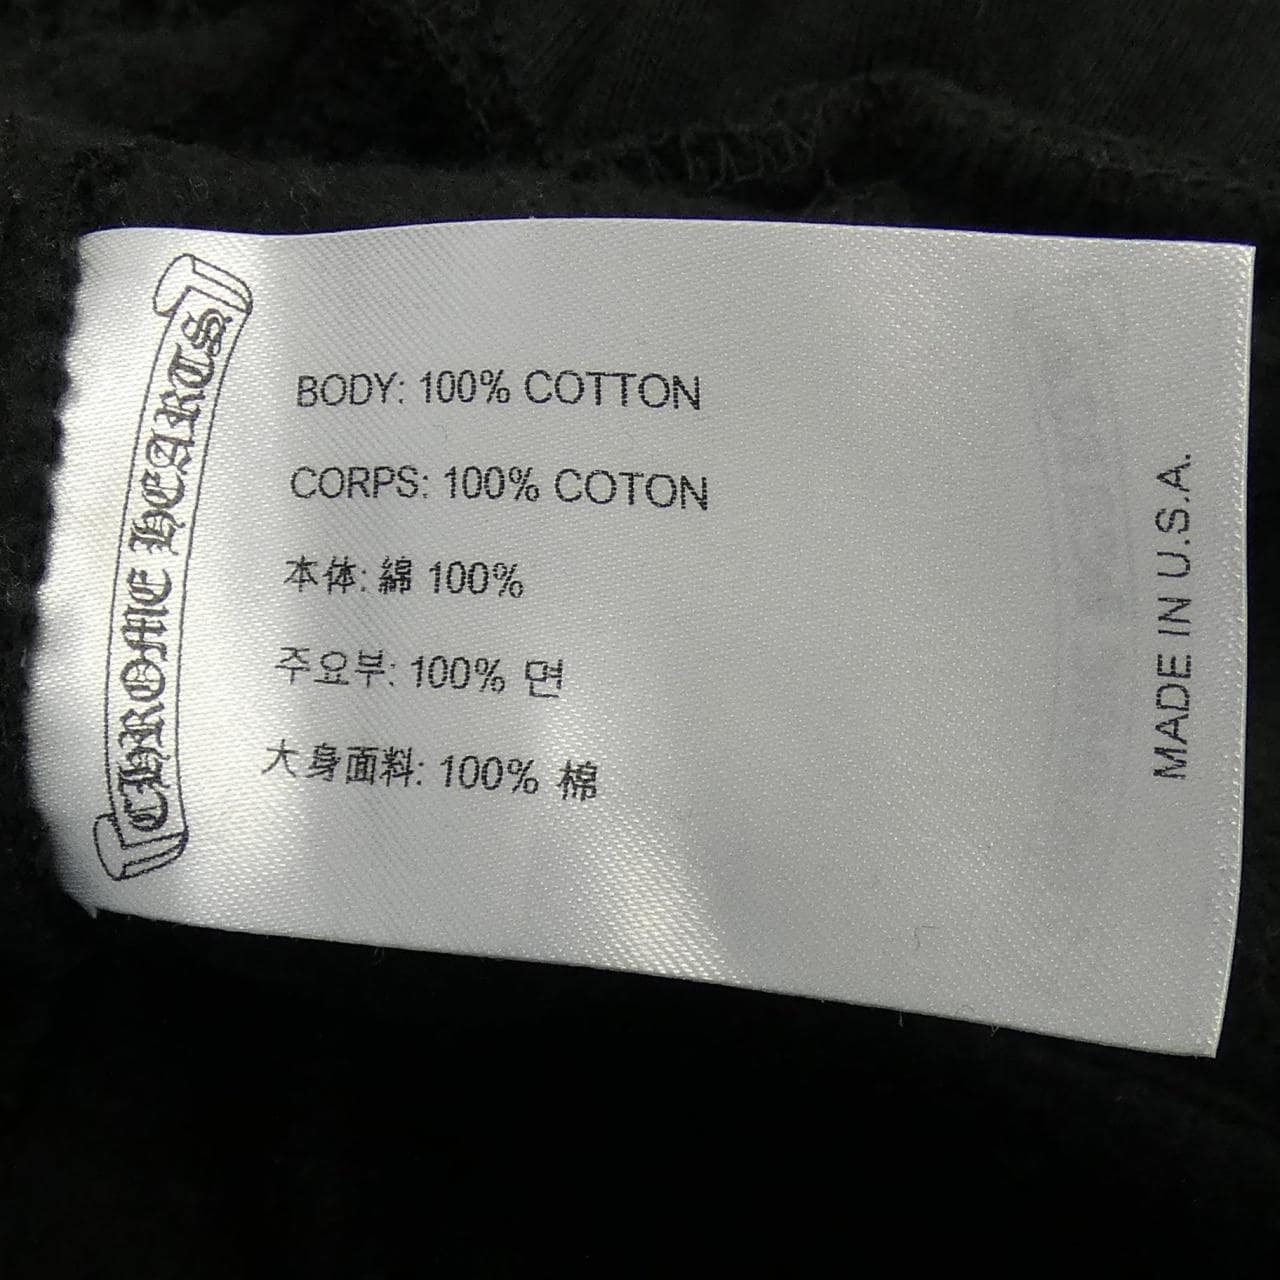 CHROME HEARTS
BODY: 100% COTTON
CORPS: 100% COTON
本体: 綿 100%
주요부: 100% 면
大身面料: 100% 棉
MADE IN U.S.A.